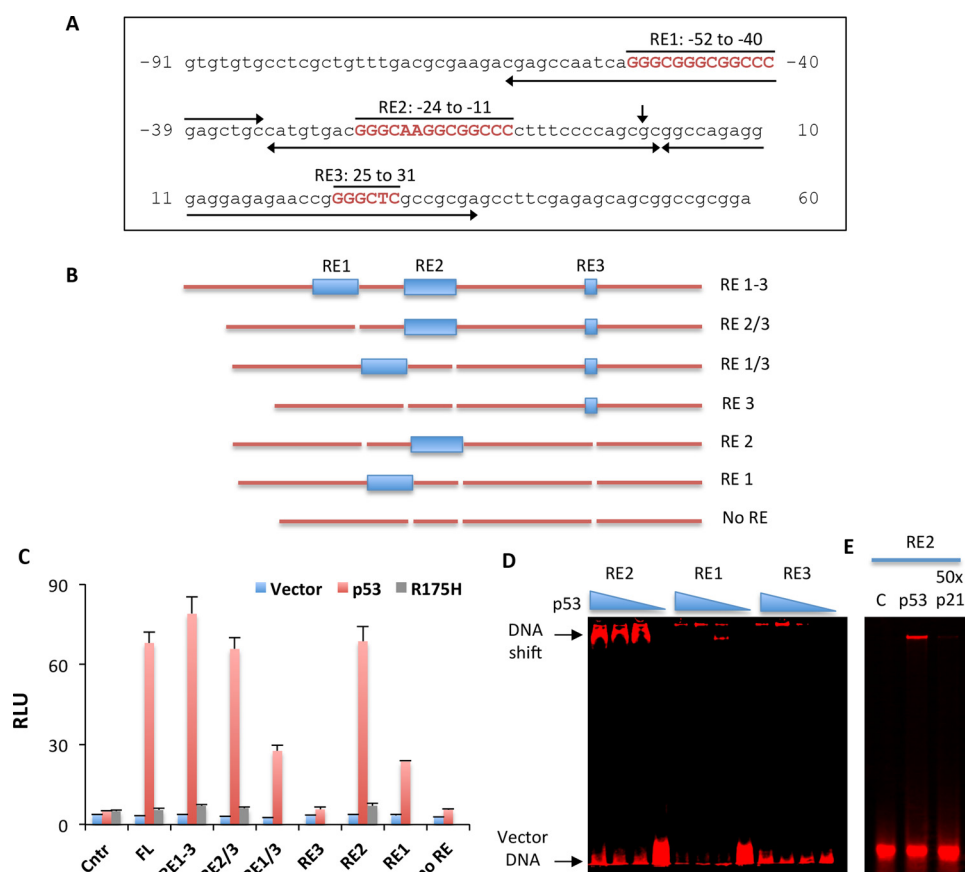 A
RE1: -52 to -40
-91 gtgtgtgcctcgctgtttgacgcgaagacgagccaatcaGGGCGGGCGGCCC -40
RE2: -24 to -11
-39 gagctgccatgtgacGGGCAAGGCGGCCCctttccccagcgcggccagagg 10
RE3: 25 to 31
11 gaggagagaaccgGGGCTCgccgcgagccttcgagagcagcggccgcgga 60
B
RE1 RE2 RE3
RE 1-3
RE 2/3
RE 1/3
RE 3
RE 2
RE 1
No RE
C
Vector p53 R175H
90
60
30
0
RLU
Cntr FL RE1-3 RE2/3 RE1/3 RE3 RE2 RE1 no RE
D
RE2 RE1 RE3
p53
DNA
shift
Vector
DNA
E
RE2
50x
C p53 p21